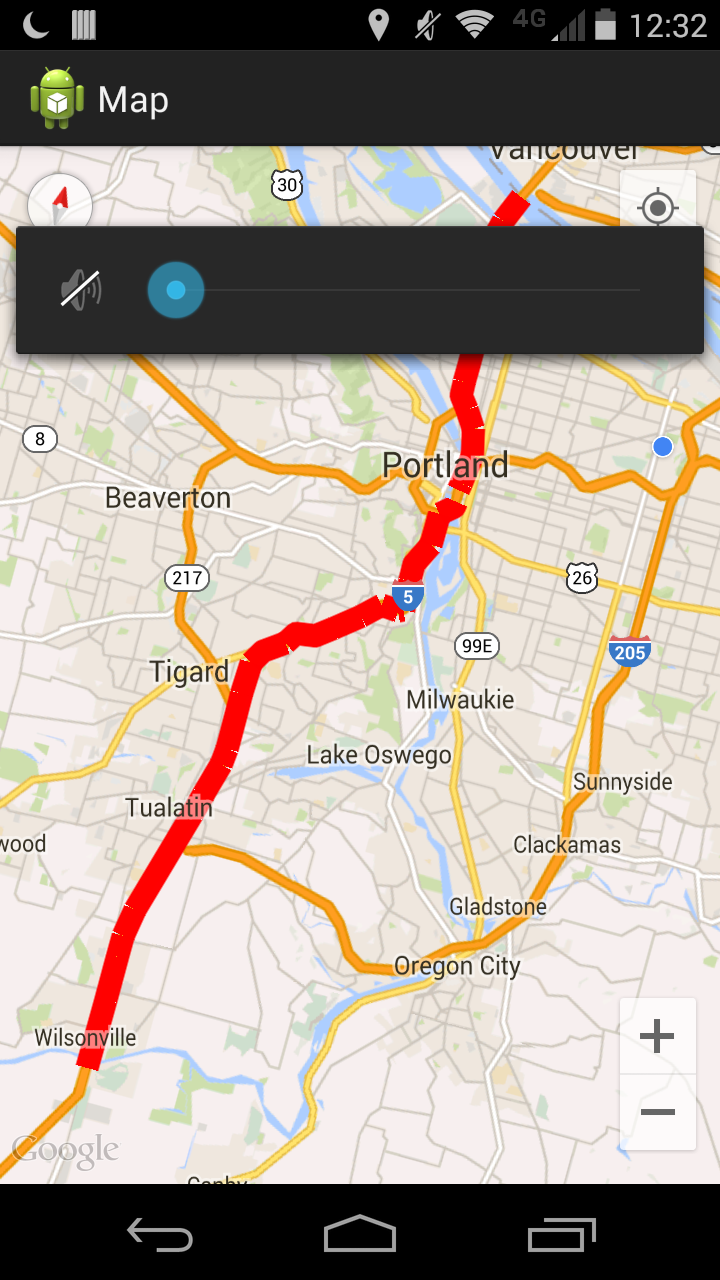 4G 12:32
Map
Vancouver
30
8
Portland
Beaverton
217
26
5
99E
205
Tigard
Milwaukie
Lake Oswego
Sunnyside
Tualatin
wood
Clackamas
Gladstone
Oregon City
Wilsonville
Google
Canby